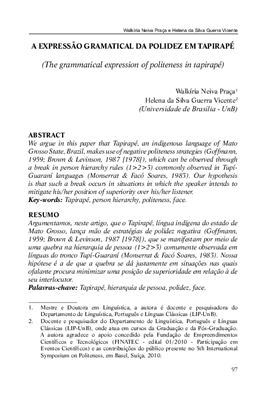 Walkíria Neiva Praça e Helena da Silva Guerra Vicente
A EXPRESSÃO GRAMATICAL DA POLIDEZ EM TAPIRAPÉ
(The grammatical expression of politeness in tapirapé)
Walkíria Neiva Praça¹
Helena da Silva Guerra Vicente²
(Universidade de Brasília - UnB)
ABSTRACT
We argue in this paper that Tapirapé, an indigenous language of Mato
Grosso State, Brazil, makes use of negative politeness strategies (Goffmann,
1959; Brown & Levinson, 1987 [1978]), which can be observed through
a break in person hierarchy rules (1>2>3) commonly observed in Tupí-
Guaraní languages (Monserrat & Facó Soares, 1983). Our hypothesis
is that such a break occurs in situations in which the speaker intends to
mitigate his/her position of superiority over his/her listener.
Key-words: Tapirapé, person hierarchy, politeness, face.
RESUMO
Argumentamos, neste artigo, que o Tapirapé, língua indígena do estado de
Mato Grosso, lança mão de estratégias de polidez negativa (Goffmann,
1959; Brown & Levinson, 1987 [1978]), que se manifestam por meio de
uma quebra na hierarquia de pessoa (1>2>3) comumente observada em
línguas do tronco Tupí-Guaraní (Monserrat & Facó Soares, 1983). Nossa
hipótese é a de que a quebra se dá justamente em situações nas quais
o falante procura minimizar uma posição de superioridade em relação à de
seu interlocutor.
Palavras-chave: Tapirapé, hierarquia de pessoa, polidez, face.
1. Mestre e Doutora em Linguística, a autora é docente e pesquisadora do
Departamento de Linguística, Português e Línguas Clássicas (LIP-UnB).
2. Docente e pesquisadora do Departamento de Linguística, Português e Línguas
Clássicas (LIP-UnB), onde atua em cursos da Graduação e da Pós-Graduação.
A autora agradece o apoio concedido pela Fundação de Empreendimentos
Científicos e Tecnológicos (FINATEC - edital 01/2010 - Participação em
Eventos Científicos) e as contribuições do público presente no 5th International
Symposium on Politeness, em Basel, Suíça, 2010.
97